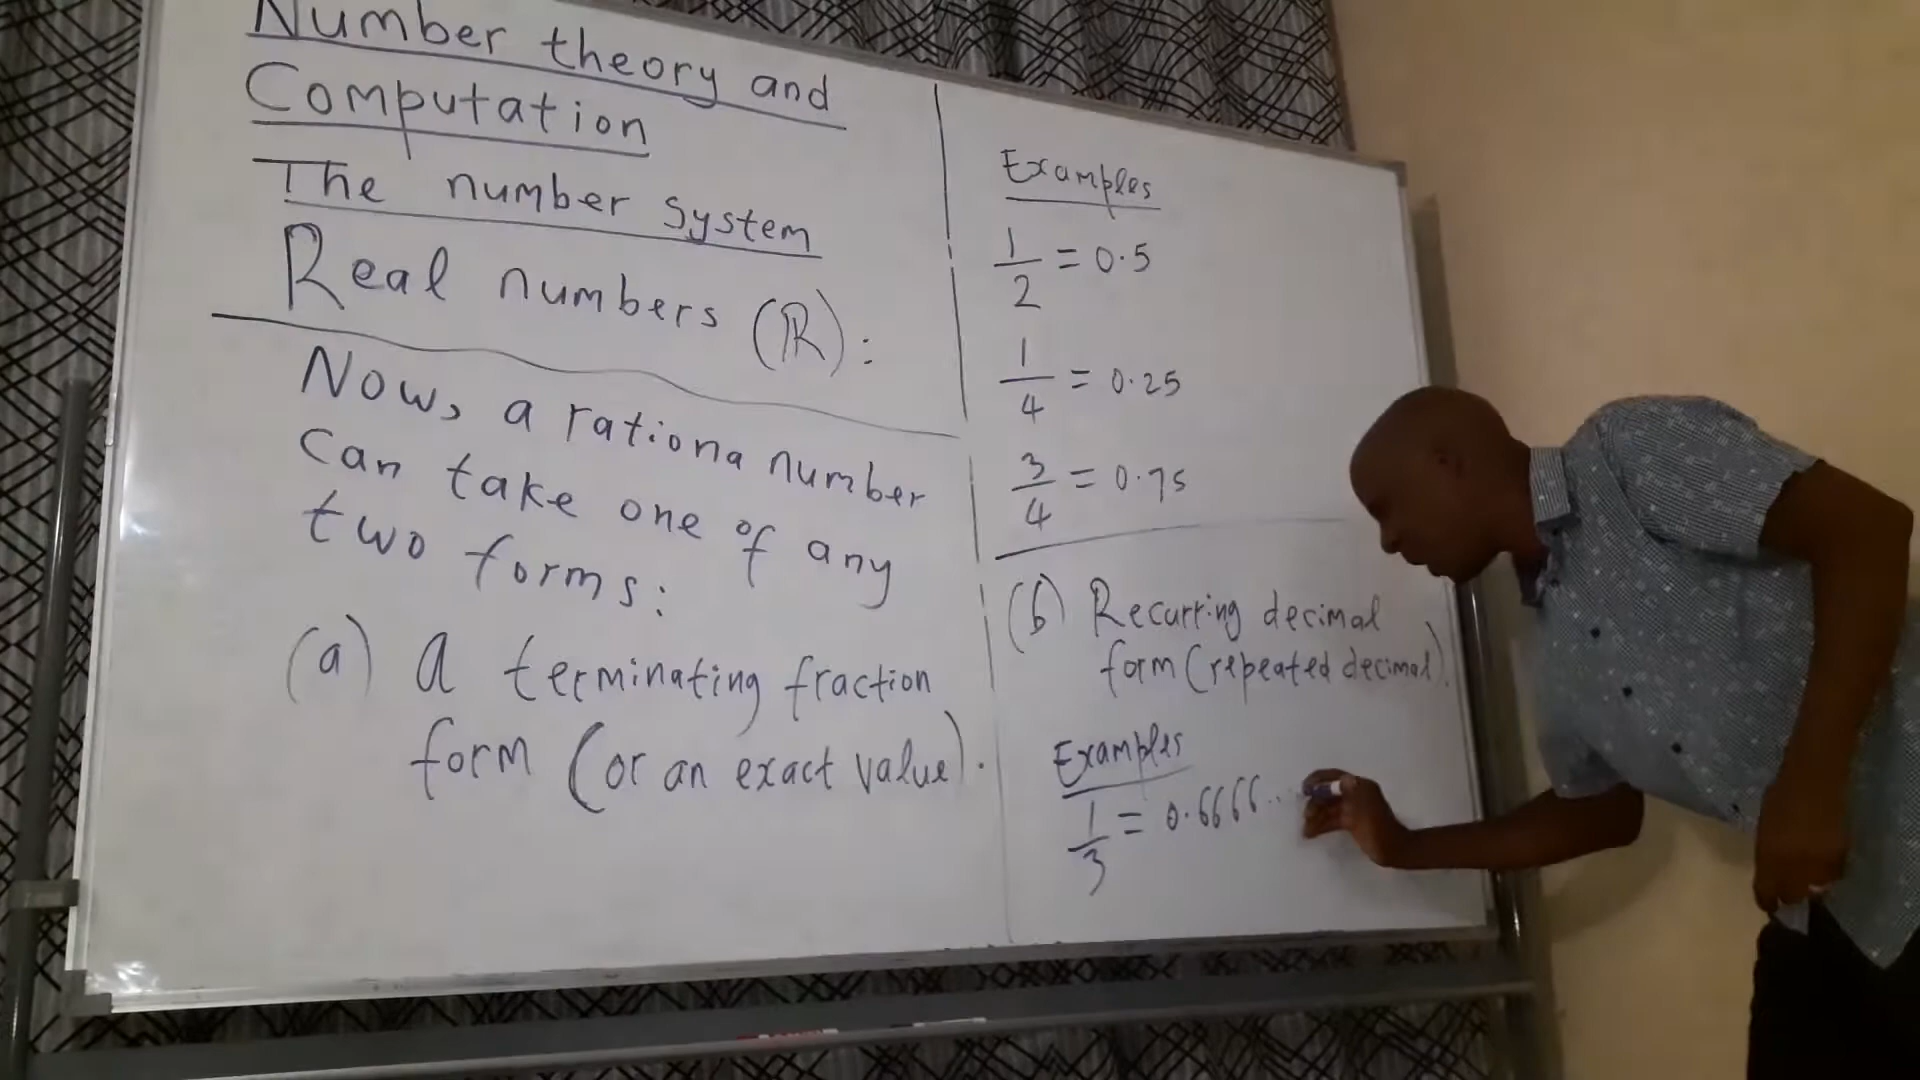 Number theory and
Computation
The number system
Real numbers (ℝ):
Now, a rationa number
can take one of any
two forms:
(a) A terminating fraction
form (or an exact value).
Examples
1/2 = 0.5
1/4 = 0.25
3/4 = 0.75
(b) Recurring decimal
form (repeated decimal).
Examples
1/3 = 0.6666...